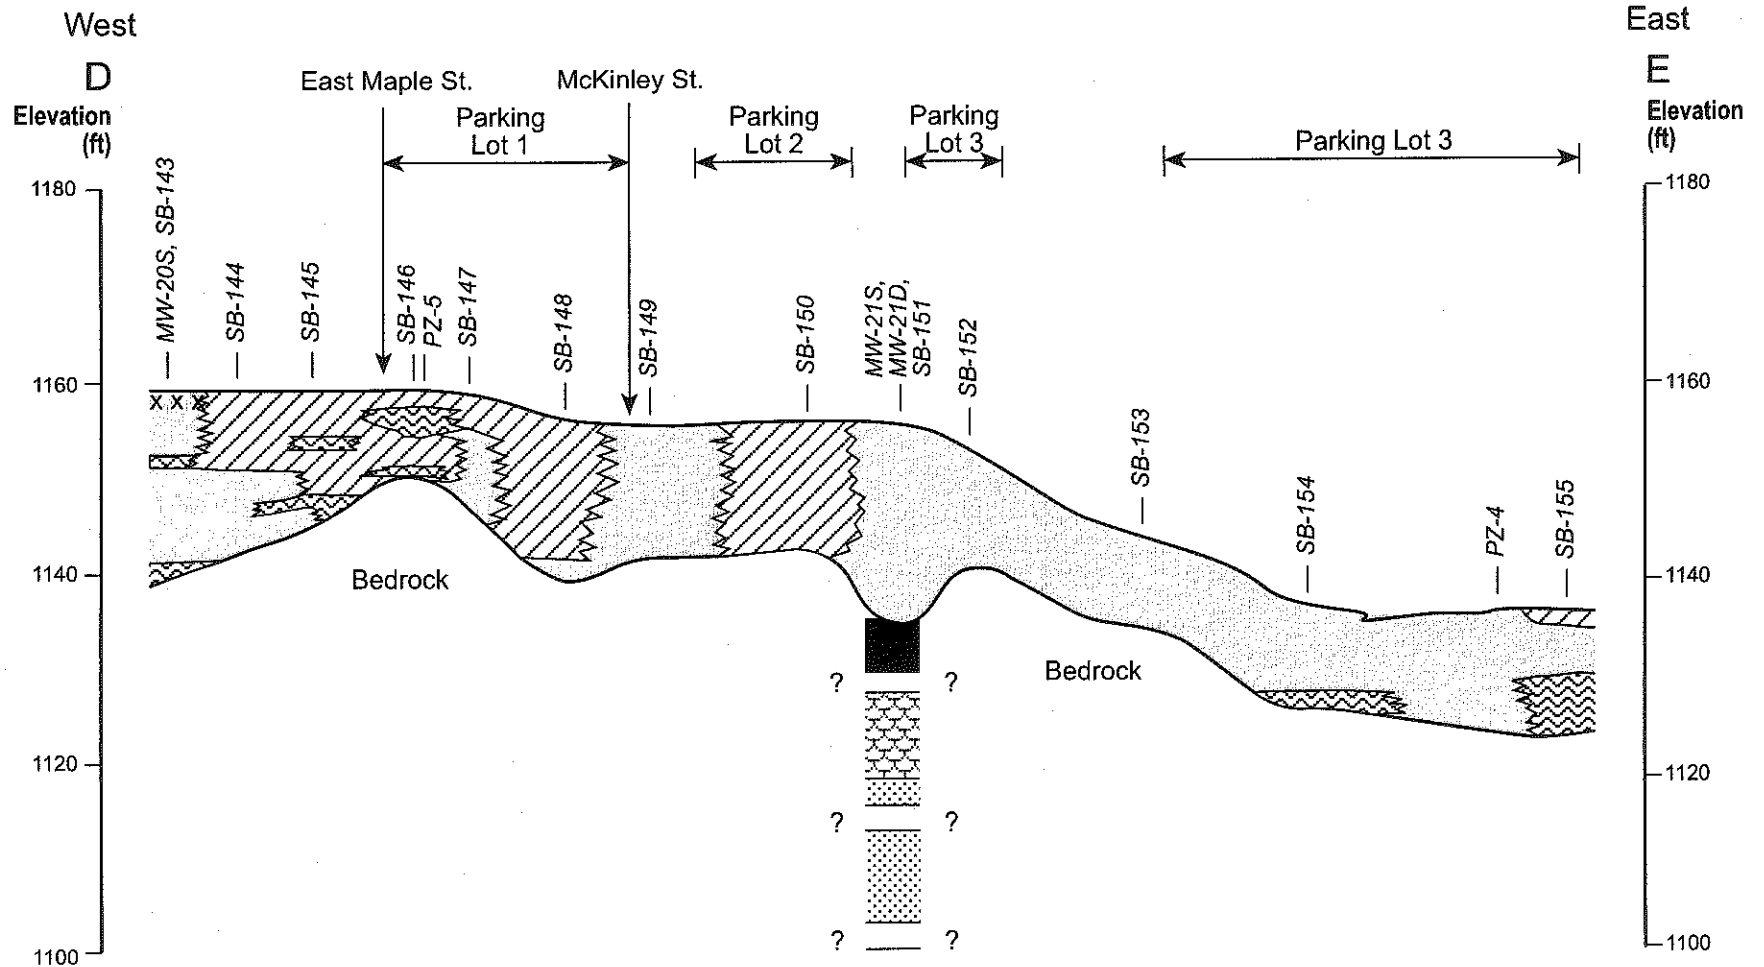 West
East
D
E
East Maple St.
McKinley St.
Elevation
(ft)
Parking
Lot 1
Parking
Lot 2
Parking
Lot 3
Parking Lot 3
Elevation
(ft)
1180
1180
MW-20S, SB-143
SB-144
SB-145
SB-146
PZ-5
SB-147
SB-148
SB-149
SB-150
MW-21S,
MW-21D,
SB-151
SB-152
SB-153
SB-154
PZ-4
SB-155
1160
1160
X X X
1140
1140
Bedrock
Bedrock
? ?
1120
1120
? ?
? ?
1100
1100